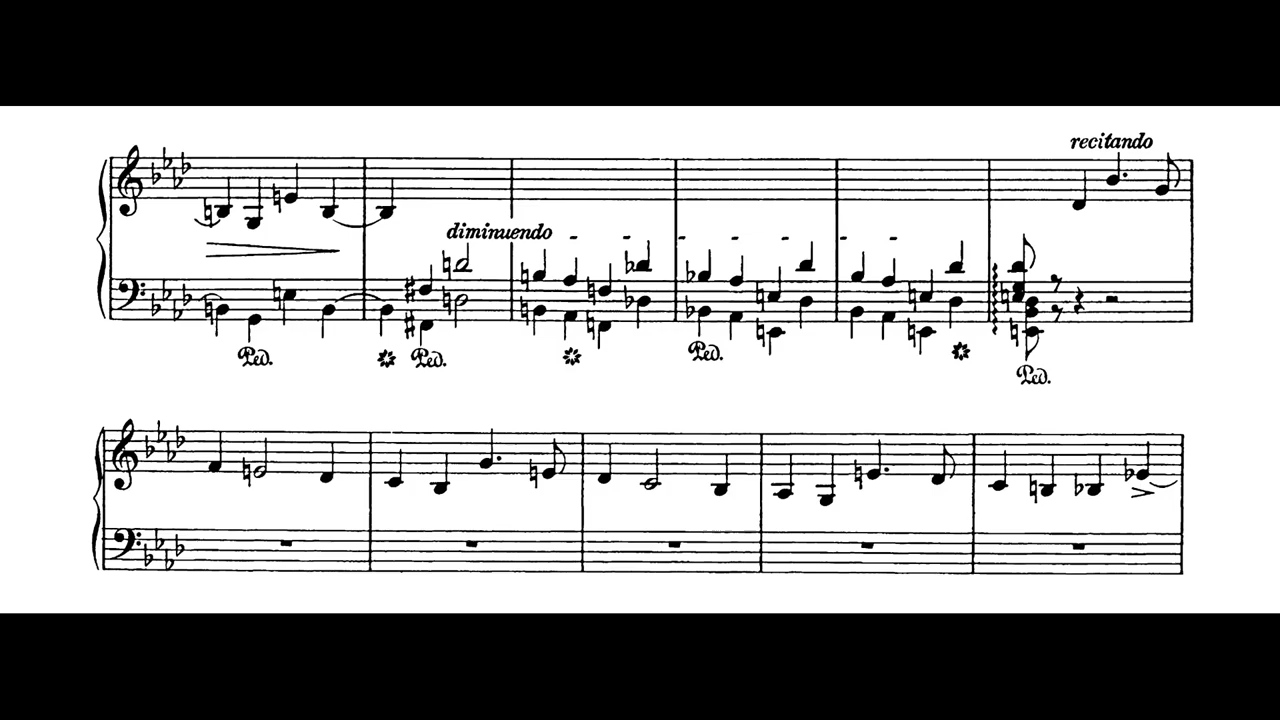 recitando
diminuendo - - - - - - -
Ped. Ped. Ped. Ped.